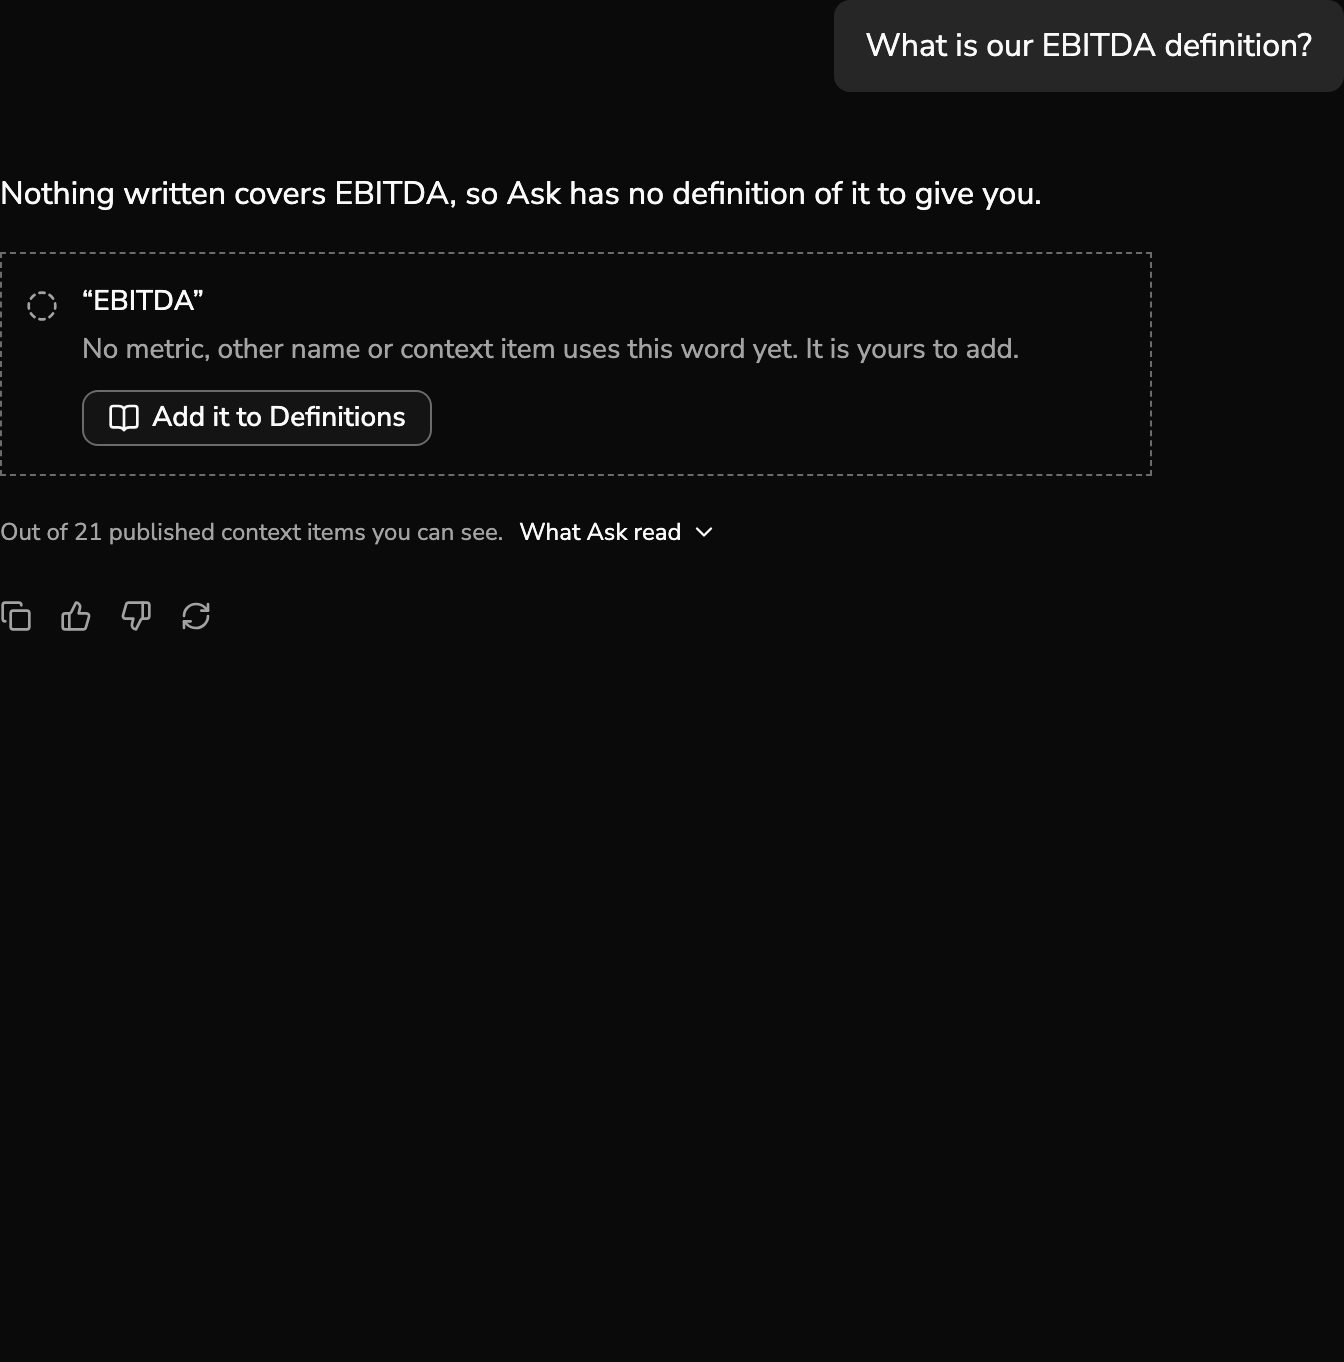 What is our EBITDA definition?
Nothing written covers EBITDA, so Ask has no definition of it to give you.
“EBITDA”
No metric, other name or context item uses this word yet. It is yours to add.
Add it to Definitions
Out of 21 published context items you can see. What Ask read